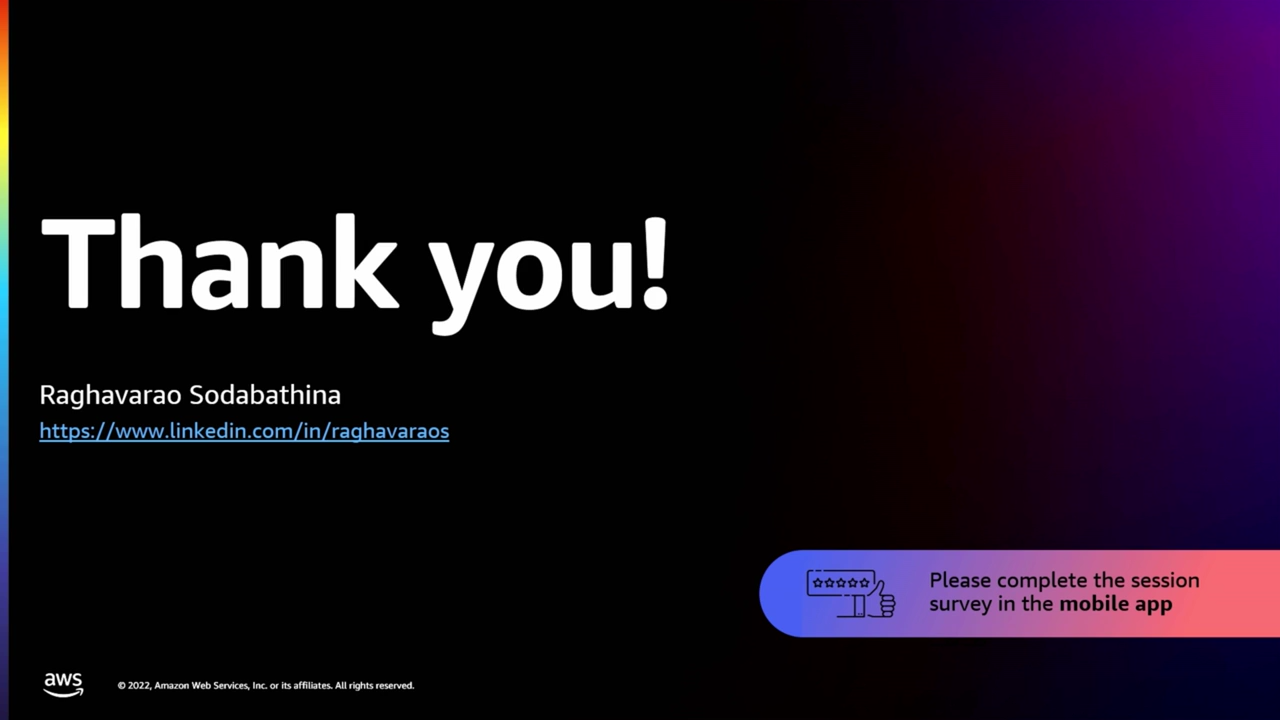 Thank you!
Raghavarao Sodabathina
https://www.linkedin.com/in/raghavaraos
Please complete the session
survey in the mobile app
aws
© 2022, Amazon Web Services, Inc. or its affiliates. All rights reserved.